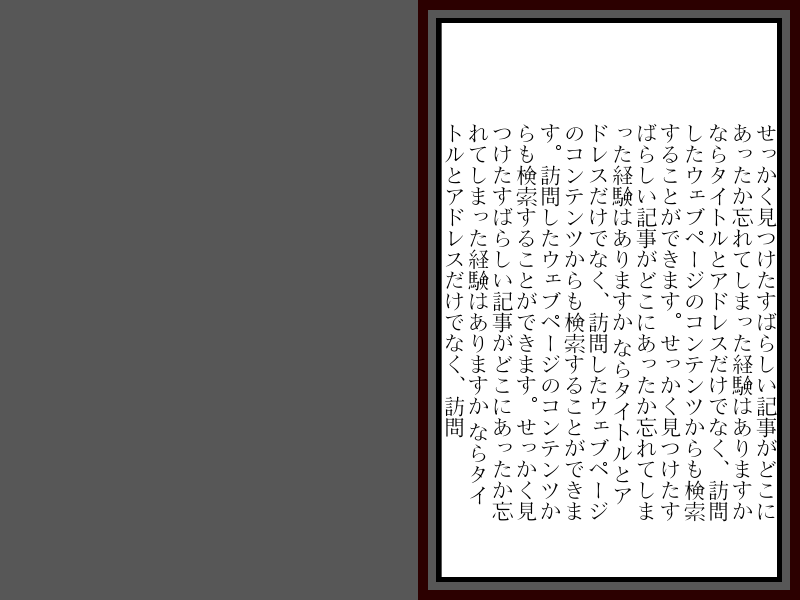 せっかく見つけたすばらしい記事がどこに
あったか忘れてしまった経験はありますか
ならタイトルとアドレスだけでなく、訪問
したウェブページのコンテンツからも検索
することができます。せっかく見つけたす
ばらしい記事がどこにあったか忘れてしま
った経験はありますか ならタイトルとア
ドレスだけでなく、訪問したウェブページ
のコンテンツからも検索することができま
す。訪問したウェブページのコンテンツか
らも検索することができます。せっかく見
つけたすばらしい記事がどこにあったか忘
れてしまった経験はありますか ならタイ
トルとアドレスだけでなく、訪問